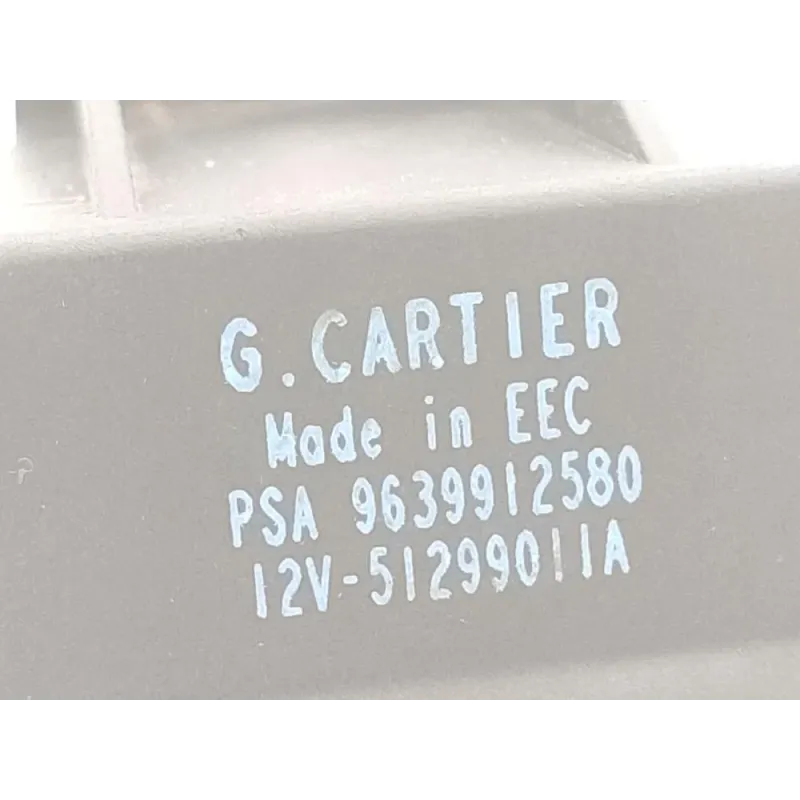 G.CARTIER
Made in EEC
PSA 9639912580
12V-51299011A